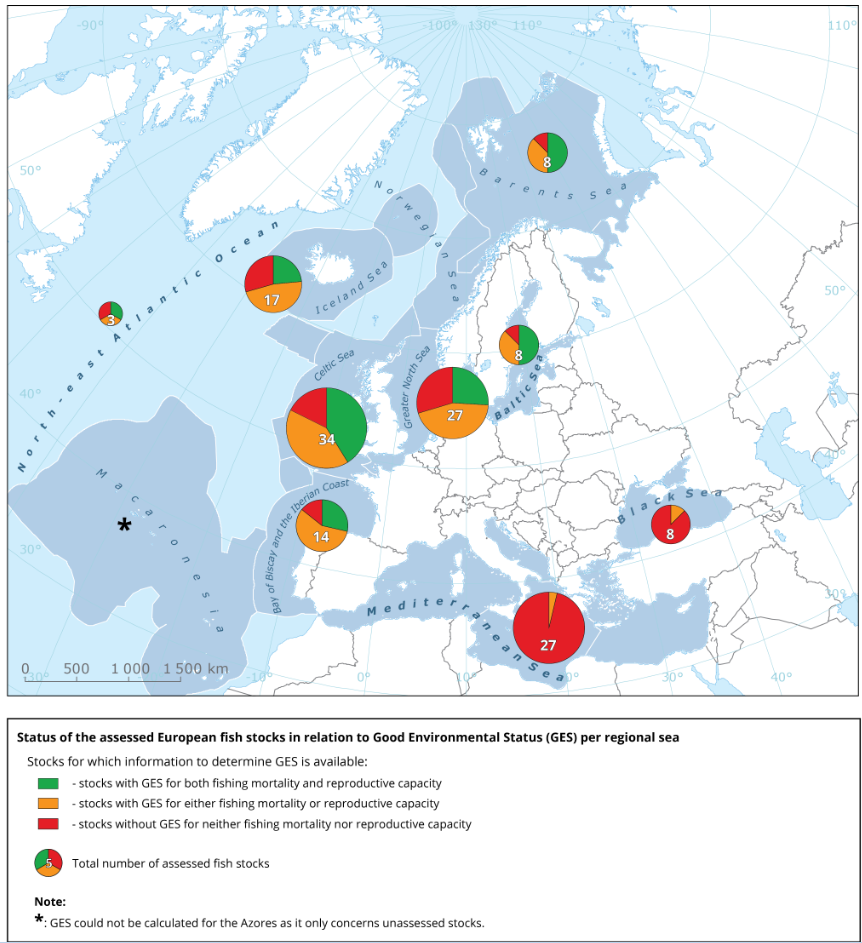 -90°
-100°
130°
110°
110°
50°
Barents Sea
8
Norwegian Sea
North-east Atlantic Ocean
Iceland Sea
17
50°
3
8
Celtic Sea
Greater North Sea
Baltic Sea
40°
27
34
40°
Macaronesia
*
Bay of Biscay and the Iberian Coast
14
Black Sea
8
30°
30°
Mediterranean Sea
27
0 500 1 000 1 500 km
-10°
0°
10°
20°
30°
40°
Status of the assessed European fish stocks in relation to Good Environmental Status (GES) per regional sea
Stocks for which information to determine GES is available:
- stocks with GES for both fishing mortality and reproductive capacity
- stocks with GES for either fishing mortality or reproductive capacity
- stocks without GES for neither fishing mortality nor reproductive capacity
5 Total number of assessed fish stocks
Note:
*: GES could not be calculated for the Azores as it only concerns unassessed stocks.